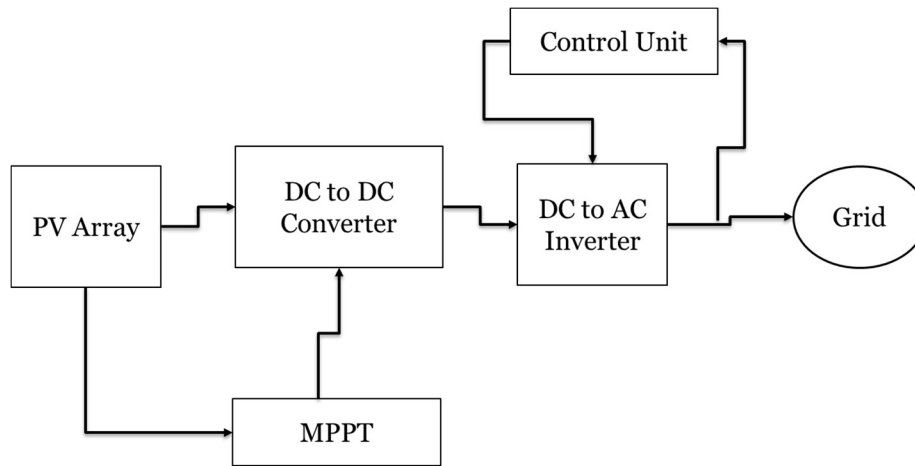 Control Unit
PV Array
DC to DC
Converter
DC to AC
Inverter
Grid
MPPT